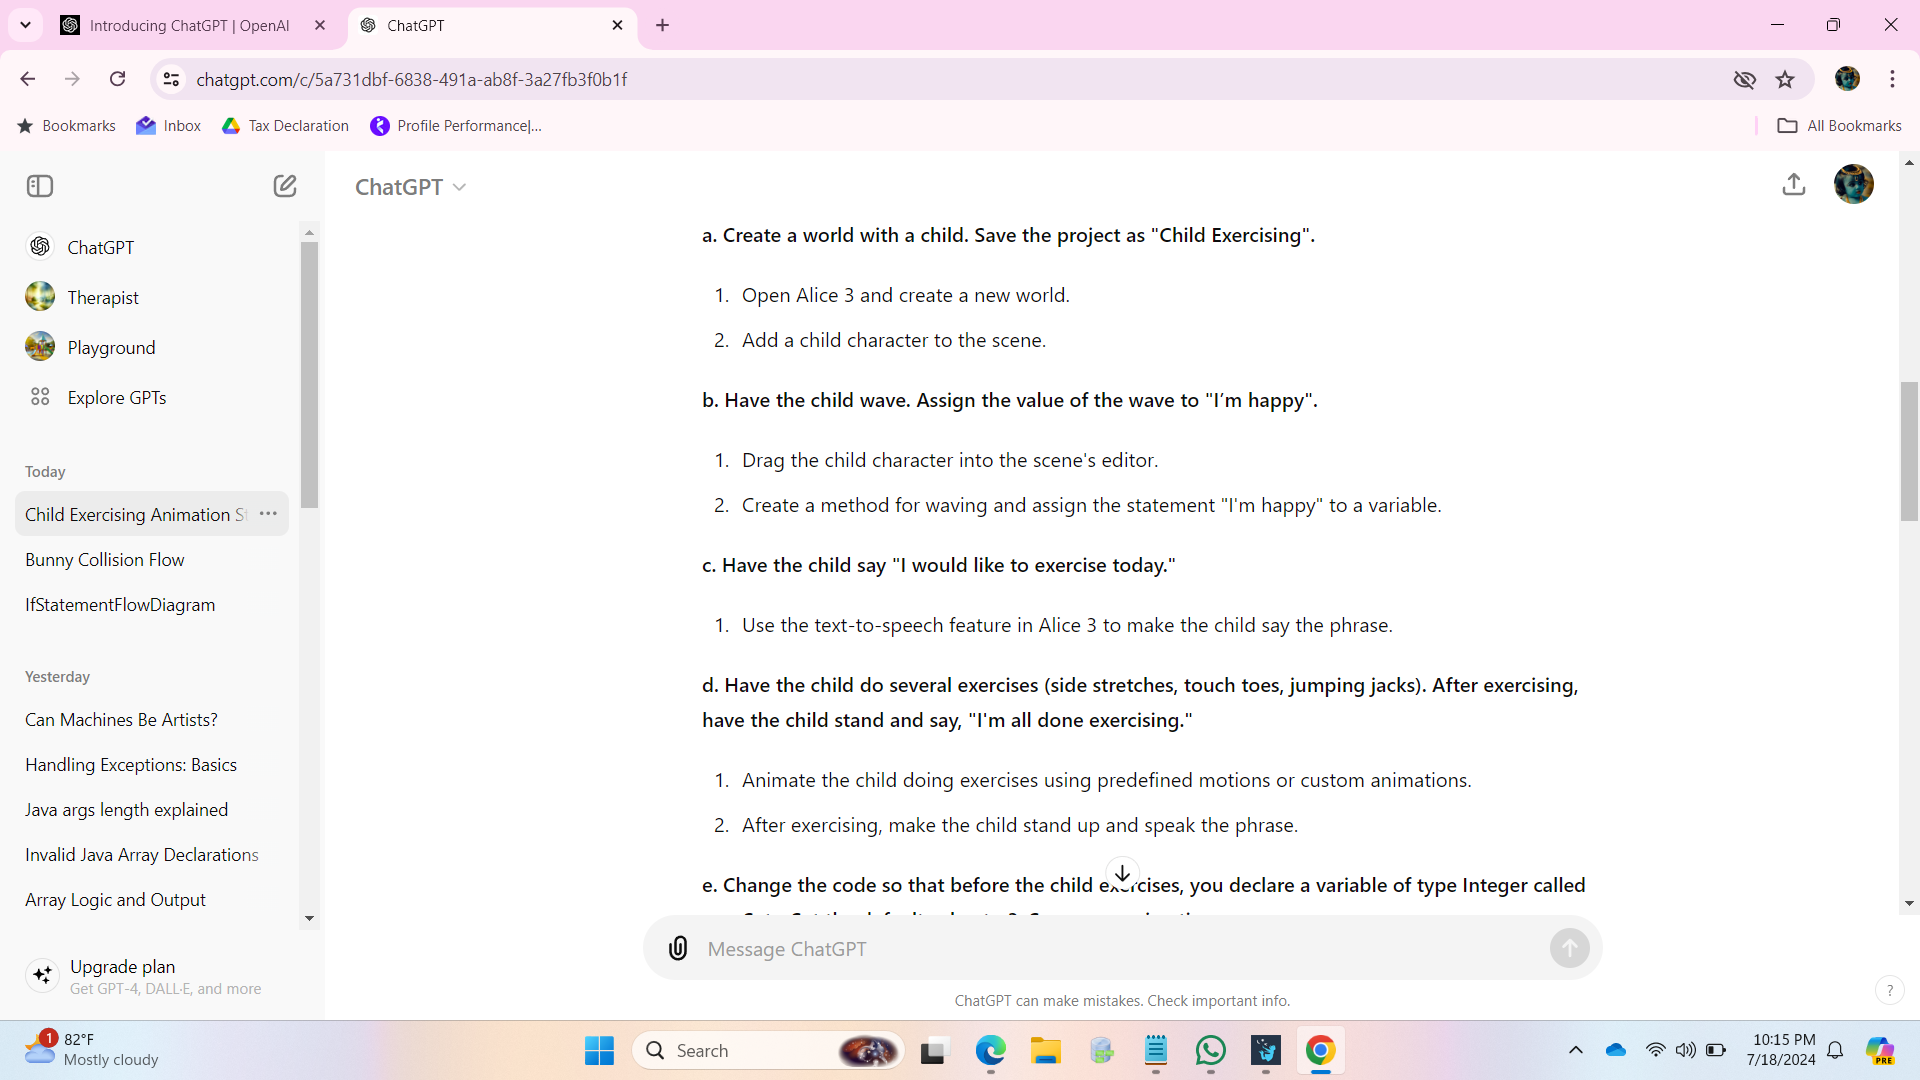 Introducing ChatGPT | OpenAI
ChatGPT
chatgpt.com/c/5a731dbf-6838-491a-ab8f-3a27fb3f0b1f
Bookmarks
Inbox
Tax Declaration
Profile Performance|...
All Bookmarks
ChatGPT
ChatGPT
Therapist
Playground
Explore GPTs
Today
Child Exercising Animation St
Bunny Collision Flow
IfStatementFlowDiagram
Yesterday
Can Machines Be Artists?
Handling Exceptions: Basics
Java args length explained
Invalid Java Array Declarations
Array Logic and Output
Upgrade plan
Get GPT-4, DALL·E, and more
a. Create a world with a child. Save the project as "Child Exercising".
1. Open Alice 3 and create a new world.
2. Add a child character to the scene.
b. Have the child wave. Assign the value of the wave to "I’m happy".
1. Drag the child character into the scene's editor.
2. Create a method for waving and assign the statement "I'm happy" to a variable.
c. Have the child say "I would like to exercise today."
1. Use the text-to-speech feature in Alice 3 to make the child say the phrase.
d. Have the child do several exercises (side stretches, touch toes, jumping jacks). After exercising,
have the child stand and say, "I'm all done exercising."
1. Animate the child doing exercises using predefined motions or custom animations.
2. After exercising, make the child stand up and speak the phrase.
e. Change the code so that before the child exercises, you declare a variable of type Integer called
Message ChatGPT
ChatGPT can make mistakes. Check important info.
?
1
82°F
Mostly cloudy
Search
10:15 PM
7/18/2024
PRE